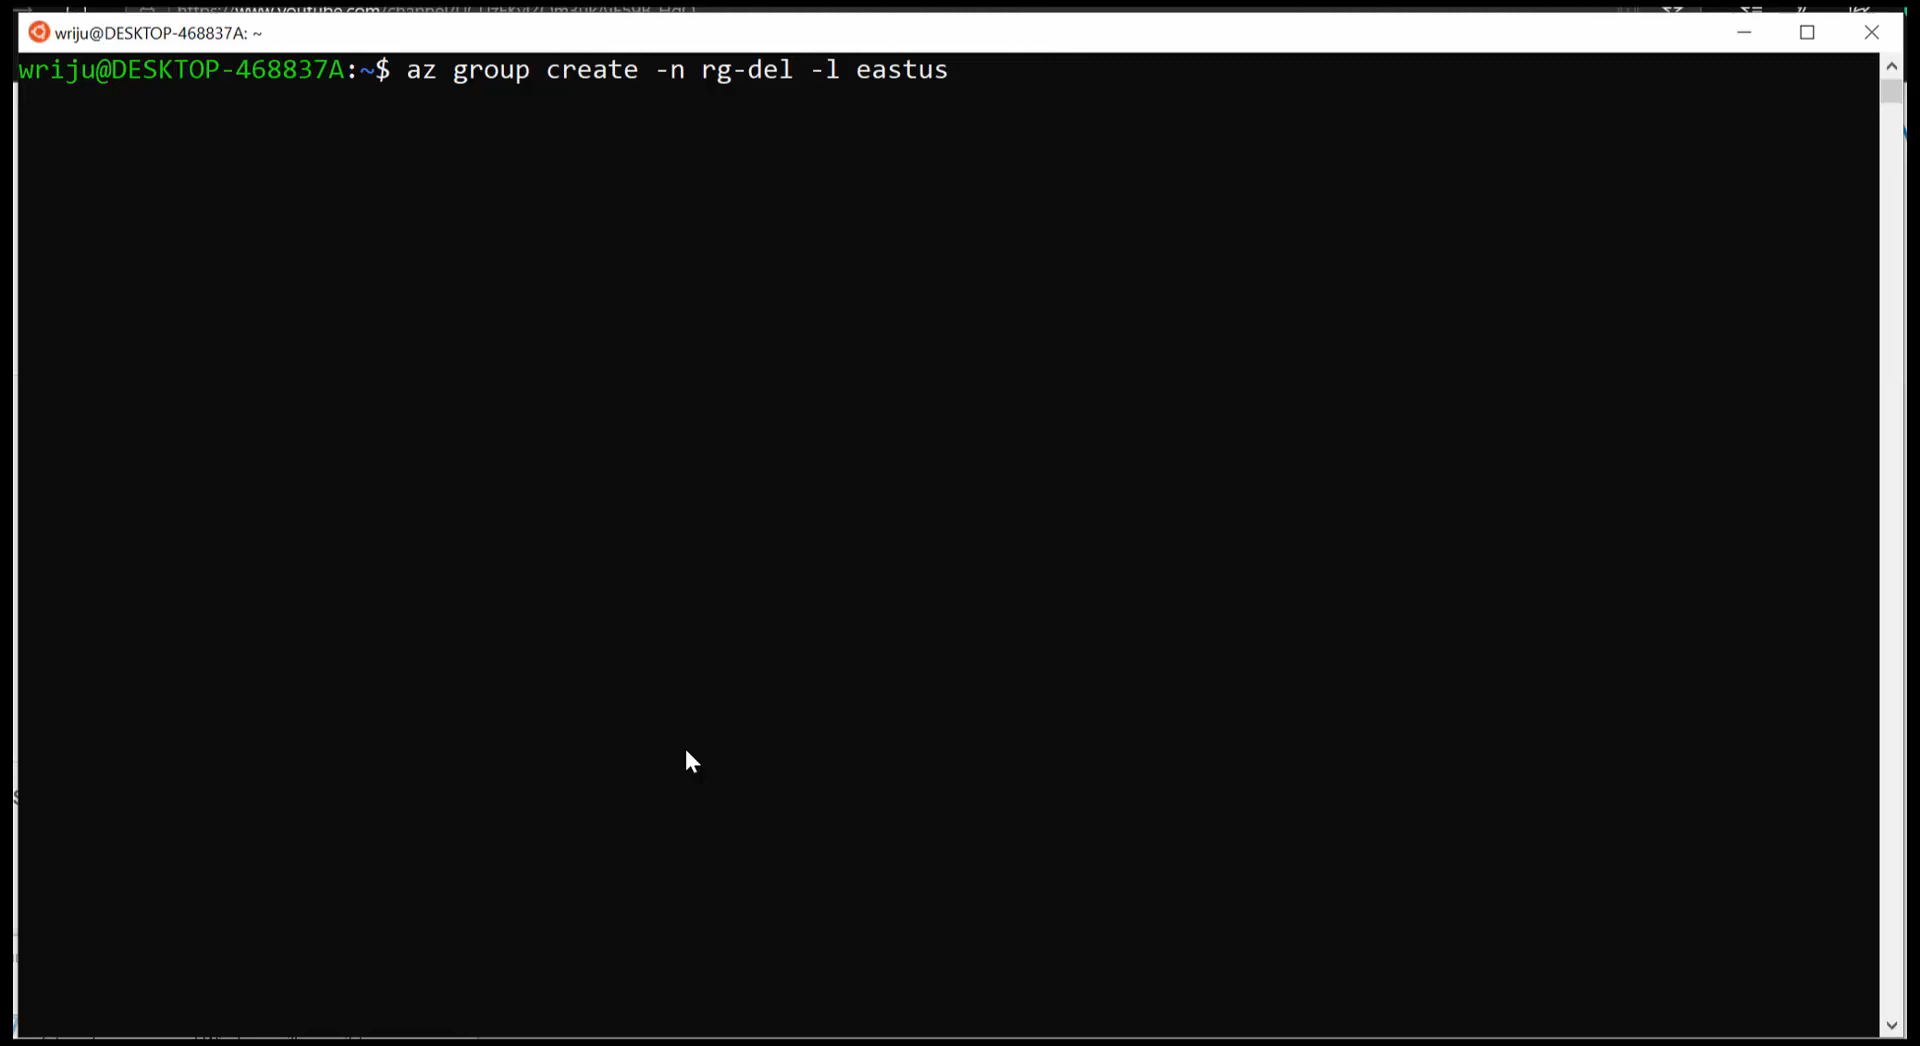 wriju@DESKTOP-468837A: ~
wriju@DESKTOP-468837A:~$ az group create -n rg-del -l eastus